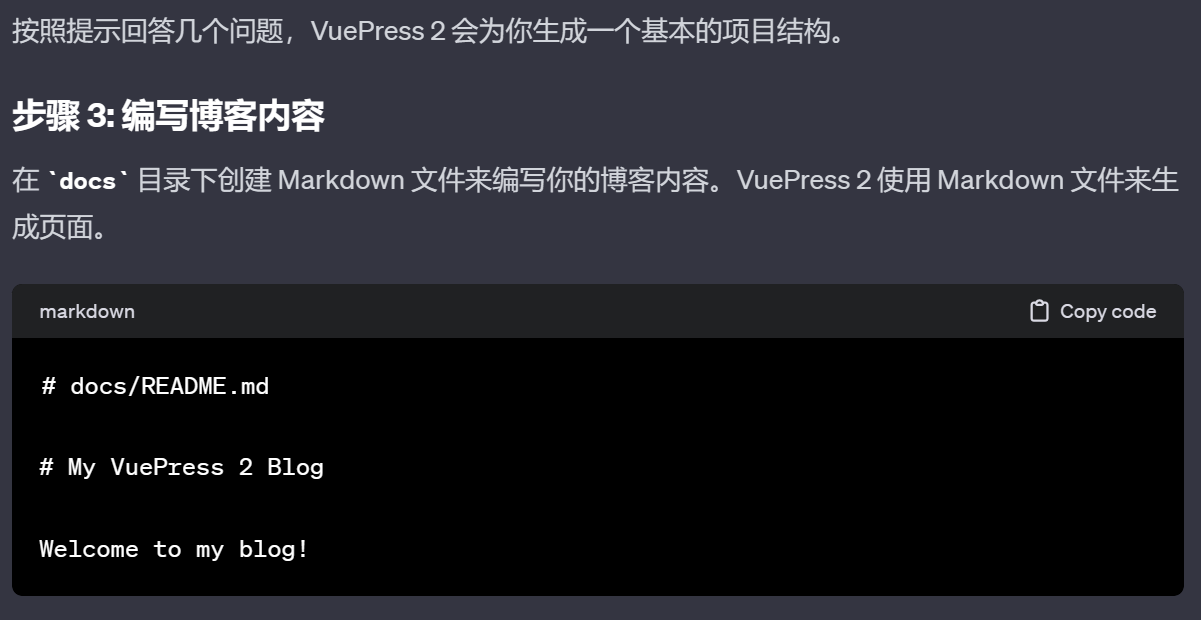 按照提示回答几个问题，VuePress 2 会为你生成一个基本的项目结构。
步骤 3: 编写博客内容
在 `docs` 目录下创建 Markdown 文件来编写你的博客内容。VuePress 2 使用 Markdown 文件来生
成页面。
markdown
Copy code
# docs/README.md
# My VuePress 2 Blog
Welcome to my blog!